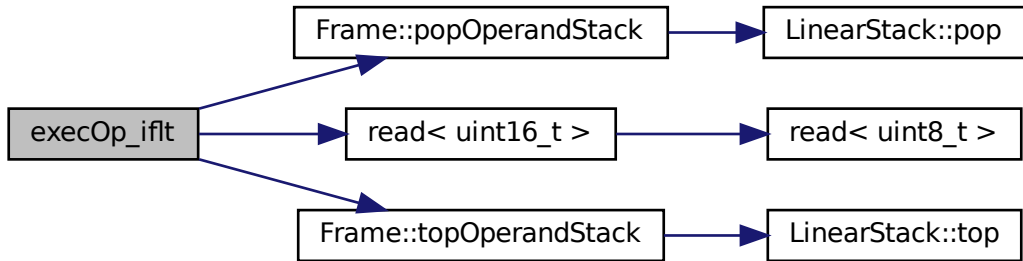 Frame::popOperandStack
LinearStack::pop
execOp_iflt
read< uint16_t >
read< uint8_t >
Frame::topOperandStack
LinearStack::top